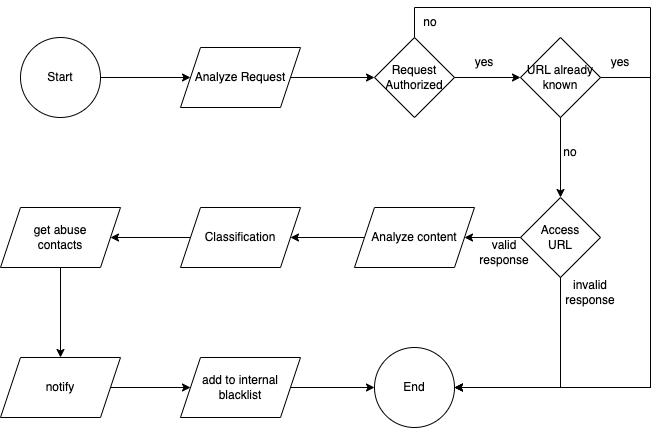 no
Start
Analyze Request
Request
Authorized
yes
URL already
known
yes
no
get abuse
contacts
Classification
Analyze content
valid
response
Access
URL
invalid
response
notify
add to internal
blacklist
End